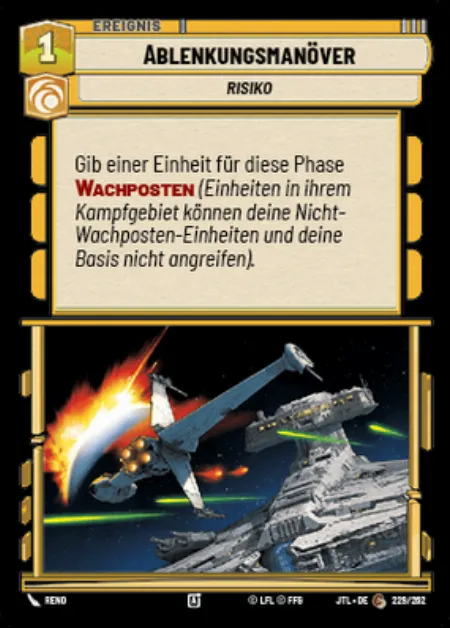 EREIGNIS
1
ABLENKUNGSMANÖVER
RISIKO
Gib einer Einheit für diese Phase
WACHPOSTEN (Einheiten in ihrem
Kampfgebiet können deine Nicht-
Wachposten-Einheiten und deine
Basis nicht angreifen).
RENO
A
© LFL © FFG
JTL • DE
229/262